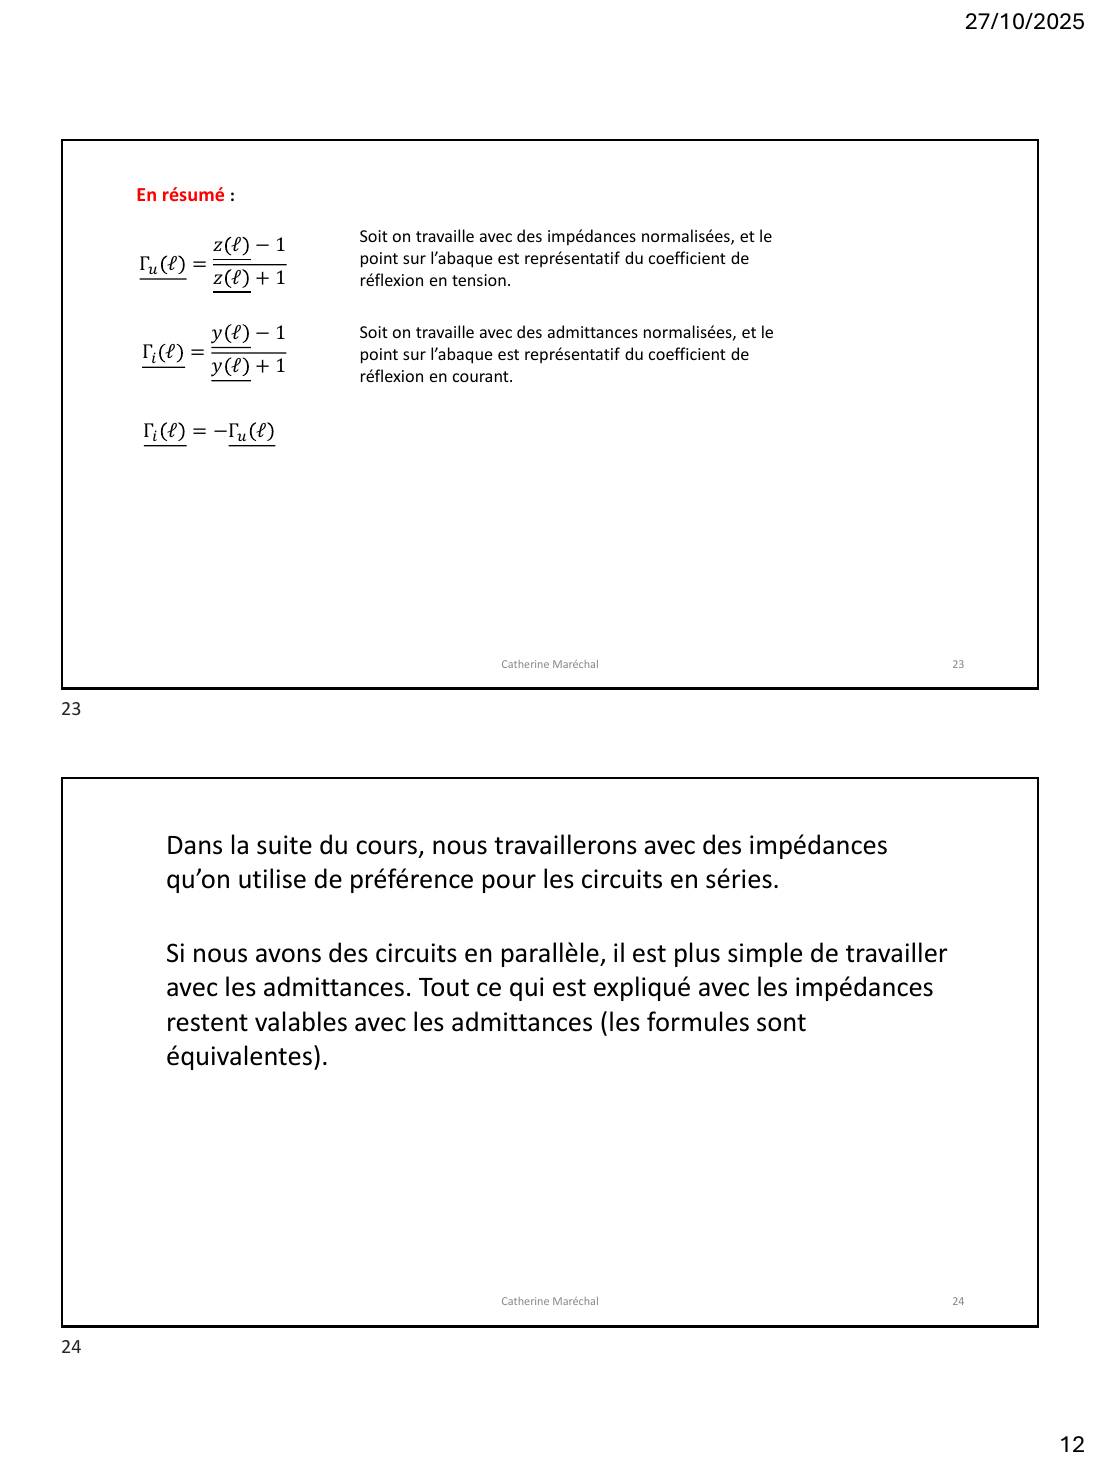 27/10/2025
En résumé :
Γᵤ(ℓ) = (z(ℓ) − 1) / (z(ℓ) + 1)
Soit on travaille avec des impédances normalisées, et le
point sur l’abaque est représentatif du coefficient de
réflexion en tension.
Γᵢ(ℓ) = (y(ℓ) − 1) / (y(ℓ) + 1)
Soit on travaille avec des admittances normalisées, et le
point sur l’abaque est représentatif du coefficient de
réflexion en courant.
Γᵢ(ℓ) = −Γᵤ(ℓ)
Catherine Maréchal
23
23
Dans la suite du cours, nous travaillerons avec des impédances
qu’on utilise de préférence pour les circuits en séries.
Si nous avons des circuits en parallèle, il est plus simple de travailler
avec les admittances. Tout ce qui est expliqué avec les impédances
restent valables avec les admittances (les formules sont
équivalentes).
Catherine Maréchal
24
24
12